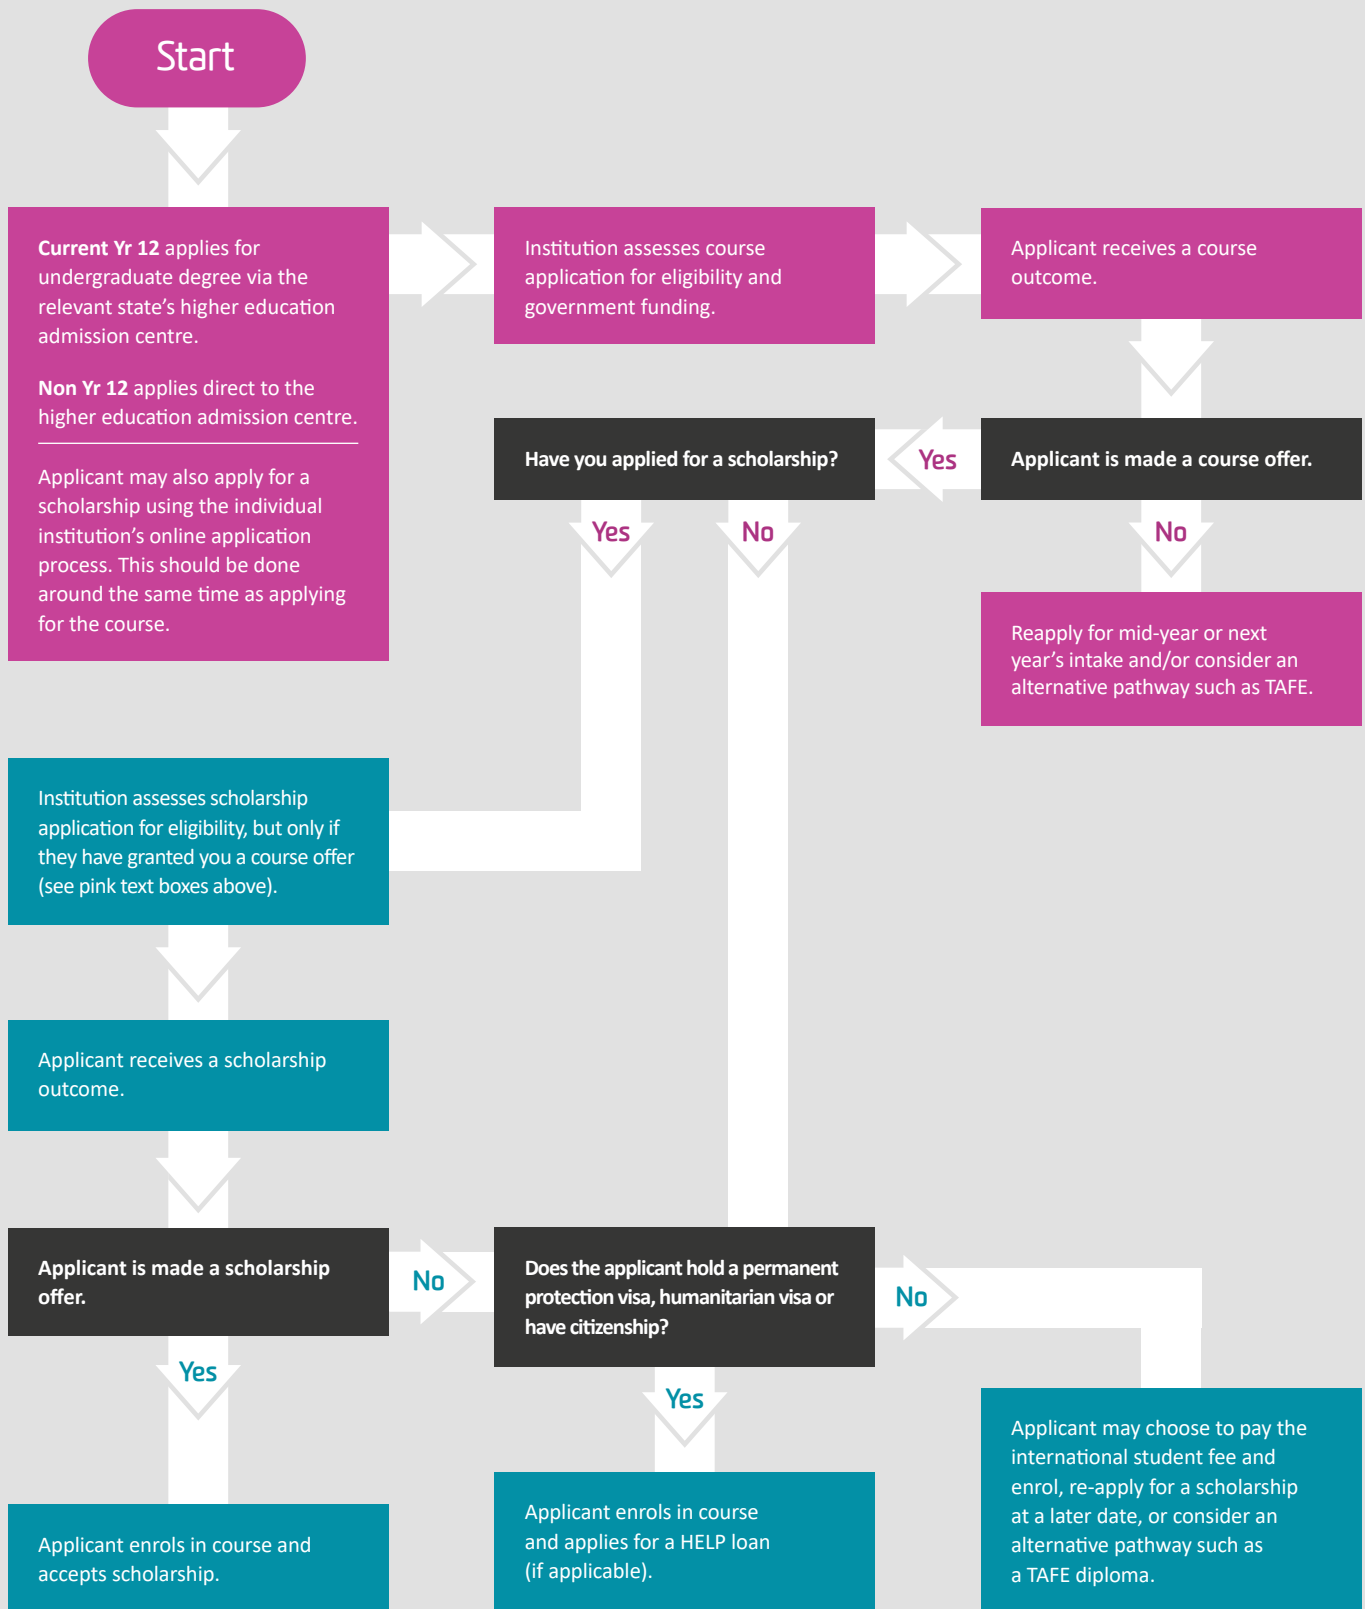 Start
Current Yr 12 applies for
undergraduate degree via the
relevant state’s higher education
admission centre.
Non Yr 12 applies direct to the
higher education admission centre.
Applicant may also apply for a
scholarship using the individual
institution’s online application
process. This should be done
around the same time as applying
for the course.
Institution assesses course
application for eligibility and
government funding.
Applicant receives a course
outcome.
Applicant is made a course offer.
Yes
Have you applied for a scholarship?
No
Reapply for mid-year or next
year’s intake and/or consider an
alternative pathway such as TAFE.
Yes
No
Institution assesses scholarship
application for eligibility, but only if
they have granted you a course offer
(see pink text boxes above).
Applicant receives a scholarship
outcome.
Applicant is made a scholarship
offer.
No
Does the applicant hold a permanent
protection visa, humanitarian visa or
have citizenship?
No
Yes
Yes
Applicant enrols in course and
accepts scholarship.
Applicant enrols in course
and applies for a HELP loan
(if applicable).
Applicant may choose to pay the
international student fee and
enrol, re-apply for a scholarship
at a later date, or consider an
alternative pathway such as
a TAFE diploma.